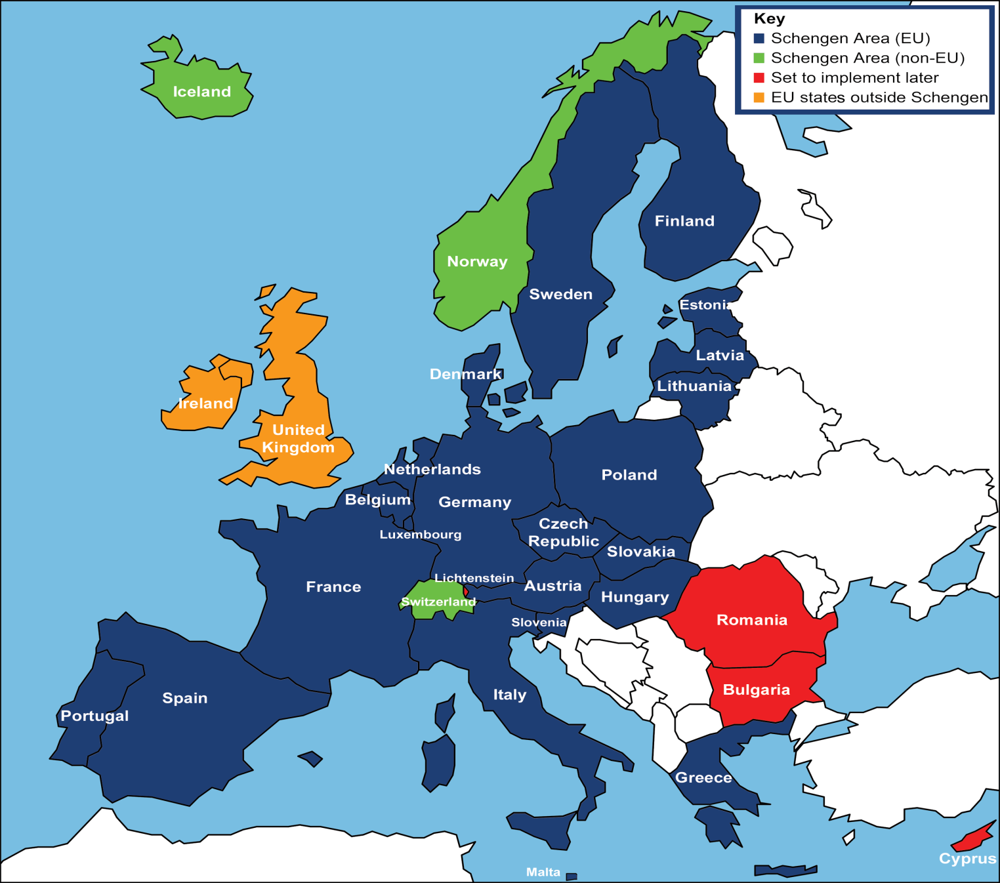 Key
Schengen Area (EU)
Schengen Area (non-EU)
Set to implement later
EU states outside Schengen
Iceland
Finland
Norway
Sweden
Estonia
Latvia
Denmark
Lithuania
Ireland
United
Kingdom
Netherlands
Poland
Belgium
Germany
Czech
Republic
Luxembourg
Slovakia
Lichtenstein
France
Austria
Hungary
Switzerland
Slovenia
Romania
Bulgaria
Italy
Spain
Portugal
Greece
Cyprus
Malta